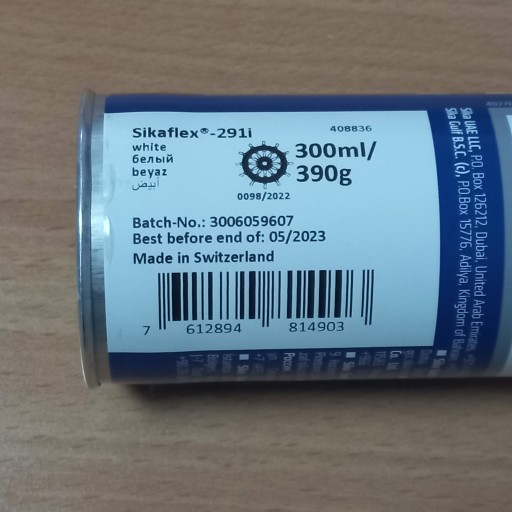 Sikaflex®-291i
408836
white
белый
beyaz
أبيض
300ml/
390g
0098/2022
Batch-No.: 3006059607
Best before end of: 05/2023
Made in Switzerland
7 612894 814903
Sika UAE LLC, P.O. Box 126212, Dubai, United Arab Emirates,
Sika Gulf B.S.C. (c), P.O.Box 15776, Adliya, Kingdom of